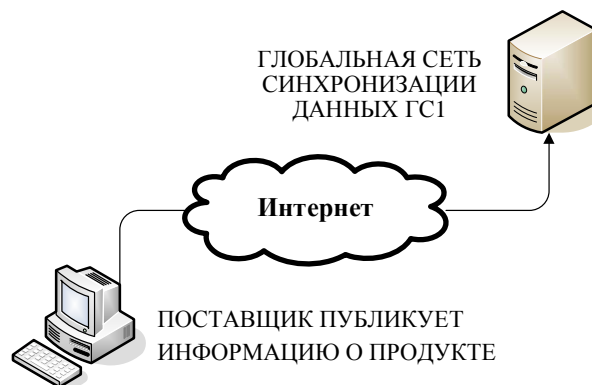 ГЛОБАЛЬНАЯ СЕТЬ
СИНХРОНИЗАЦИИ
ДАННЫХ ГС1
Интернет
ПОСТАВЩИК ПУБЛИКУЕТ
ИНФОРМАЦИЮ О ПРОДУКТЕ